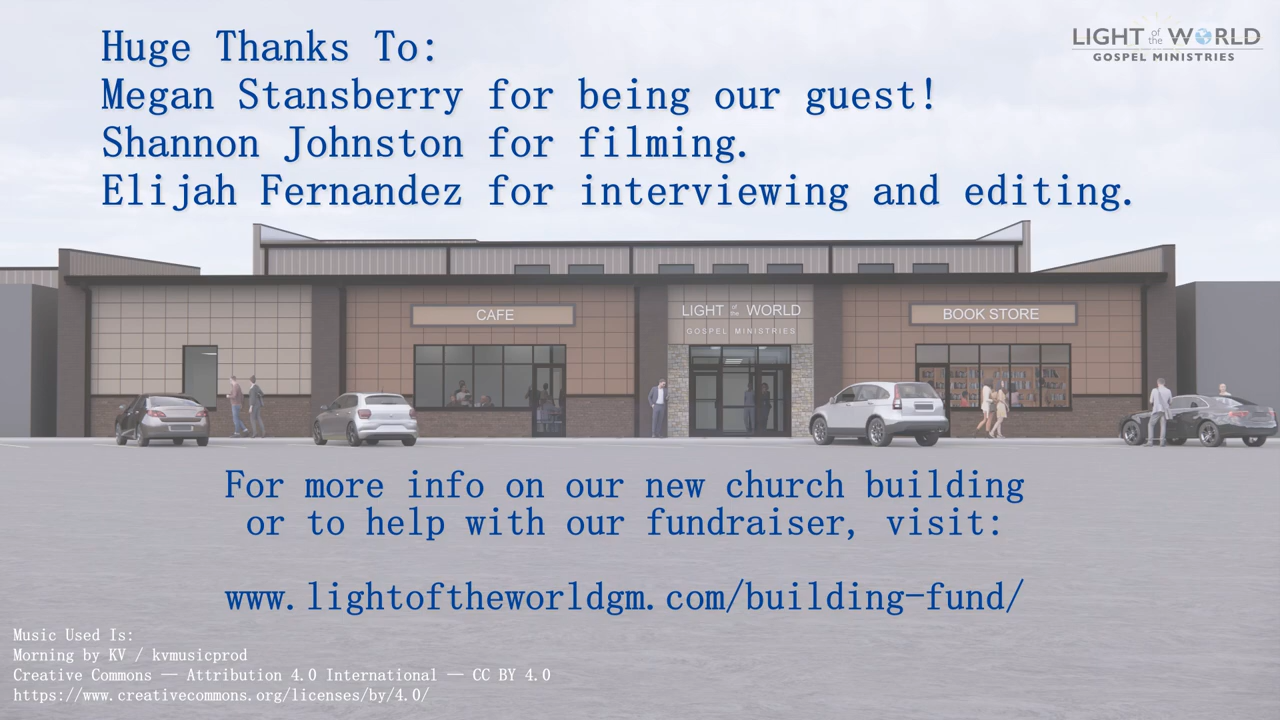 Huge Thanks To:
Megan Stansberry for being our guest!
Shannon Johnston for filming.
Elijah Fernandez for interviewing and editing.
LIGHT of the WORLD
GOSPEL MINISTRIES
CAFE
LIGHT of the WORLD
GOSPEL MINISTRIES
BOOK STORE
For more info on our new church building
or to help with our fundraiser, visit:
www.lightoftheworldgm.com/building-fund/
Music Used Is:
Morning by KV / kvmusicprod
Creative Commons — Attribution 4.0 International — CC BY 4.0
https://www.creativecommons.org/licenses/by/4.0/